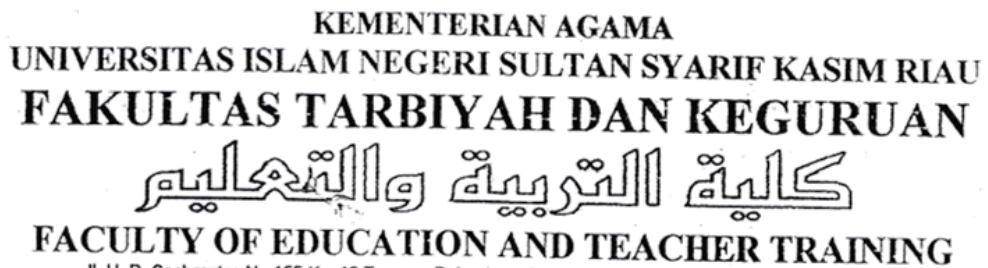 KEMENTERIAN AGAMA
UNIVERSITAS ISLAM NEGERI SULTAN SYARIF KASIM RIAU
FAKULTAS TARBIYAH DAN KEGURUAN
كلية التربية والتعليم
FACULTY OF EDUCATION AND TEACHER TRAINING